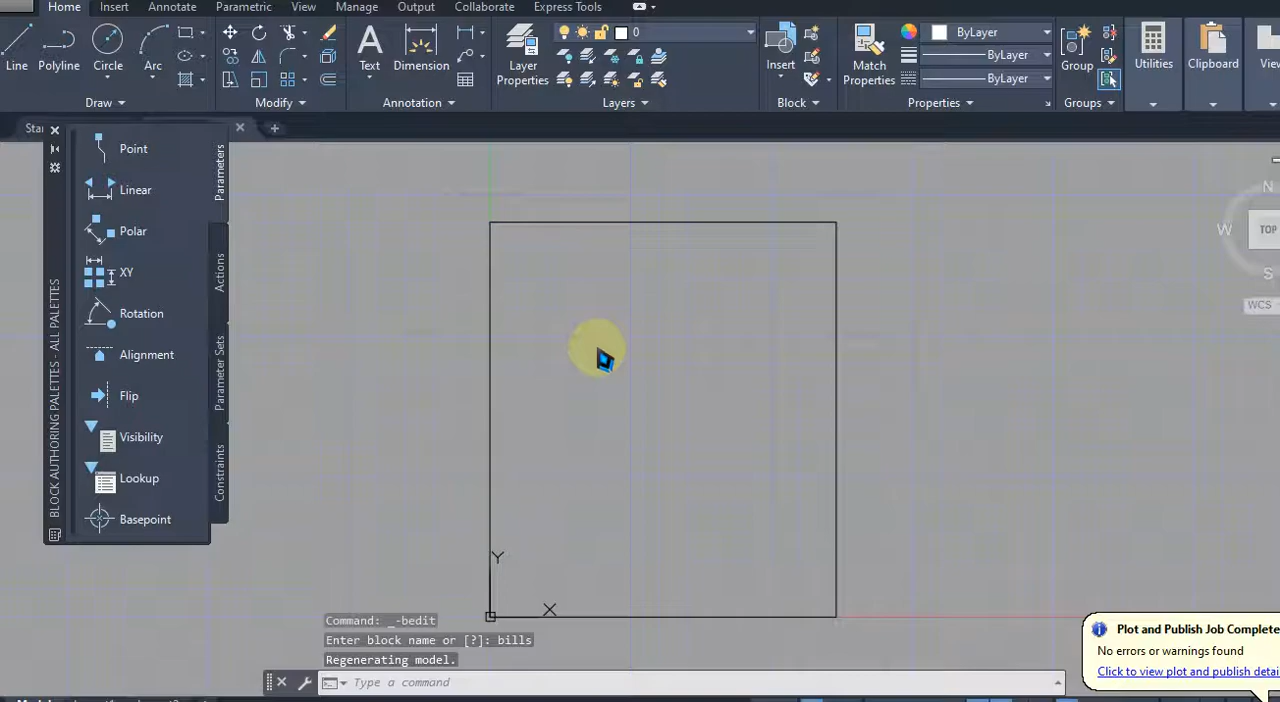 Home Insert Annotate Parametric View Manage Output Collaborate Express Tools
Line Polyline Circle Arc
Text Dimension
Layer Properties
0
Insert
Match Properties
ByLayer
ByLayer
ByLayer
Group
Utilities
Clipboard
View
Draw Modify Annotation Layers Block Properties Groups
Star
Point
Linear
Polar
XY
Rotation
Alignment
Flip
Visibility
Lookup
Basepoint
Parameters
Actions
Parameter Sets
Constraints
BLOCK AUTHORING PALETTES - ALL PALETTES
N
W TOP
S
WCS
Y
X
Command: _-bedit
Enter block name or [?]: bills
Regenerating model.
Type a command
Plot and Publish Job Complete
No errors or warnings found
Click to view plot and publish detai